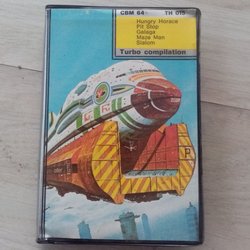 CBM 64 TH 015
Hungry Horace
Pit Stop
Galaga
Maze Man
Slalom
Turbo compilation
P